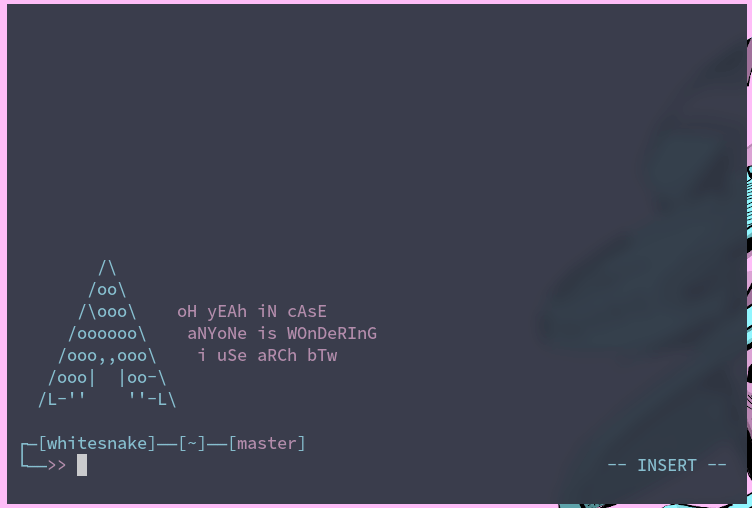 /\
/oo\
/\ooo\ oH yEAh iN cAsE
/oooooo\ aNYoNe is WOnDeRInG
/ooo,,ooo\ i uSe aRCh bTw
/ooo| |oo-\
/L-'' ''-L\
┌─[whitesnake]──[~]──[master]
└──>> -- INSERT --